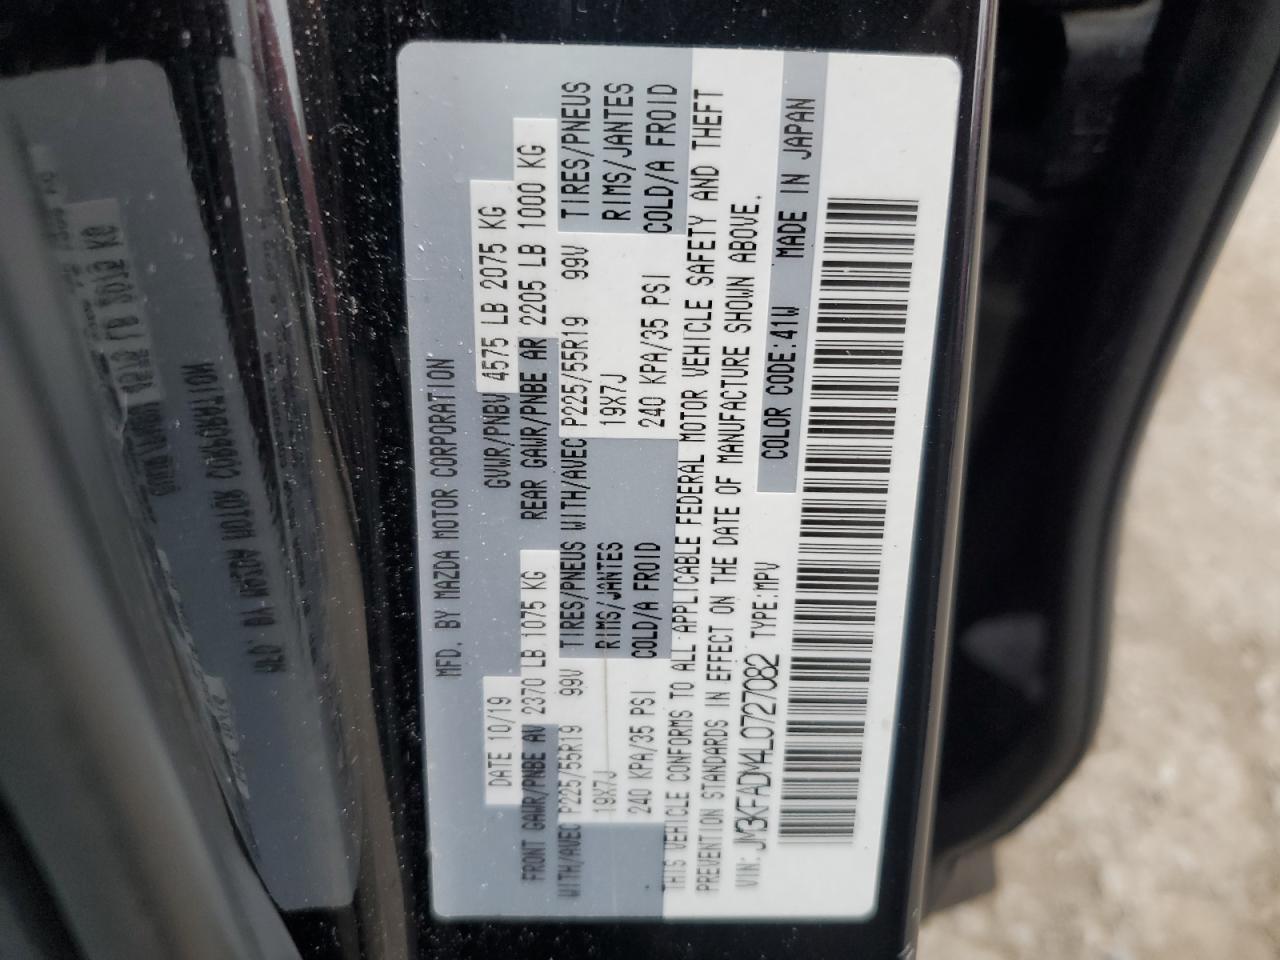 MFD. BY MAZDA MOTOR CORPORATION
DATE 10/19 GVWR/PNBV 4575 LB 2075 KG
FRONT GAWR/PNBE AV 2370 LB 1075 KG REAR GAWR/PNBE AR 2205 LB 1000 KG
WITH/AVEC P225/55R19 99V TIRES/PNEUS WITH/AVEC P225/55R19 99V TIRES/PNEUS
19X7J RIMS/JANTES 19X7J RIMS/JANTES
240 KPA/35 PSI COLD/A FROID 240 KPA/35 PSI COLD/A FROID
THIS VEHICLE CONFORMS TO ALL APPLICABLE FEDERAL MOTOR VEHICLE SAFETY AND THEFT
PREVENTION STANDARDS IN EFFECT ON THE DATE OF MANUFACTURE SHOWN ABOVE.
VIN: JM3KFADM4L0727082 TYPE:MPV
COLOR CODE:41W MADE IN JAPAN